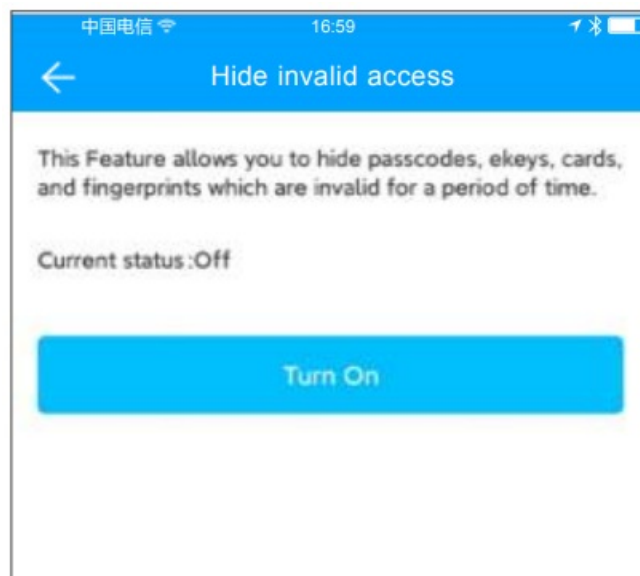 中国电信 16:59
Hide invalid access
This Feature allows you to hide passcodes, ekeys, cards,
and fingerprints which are invalid for a period of time.
Current status :Off
Turn On